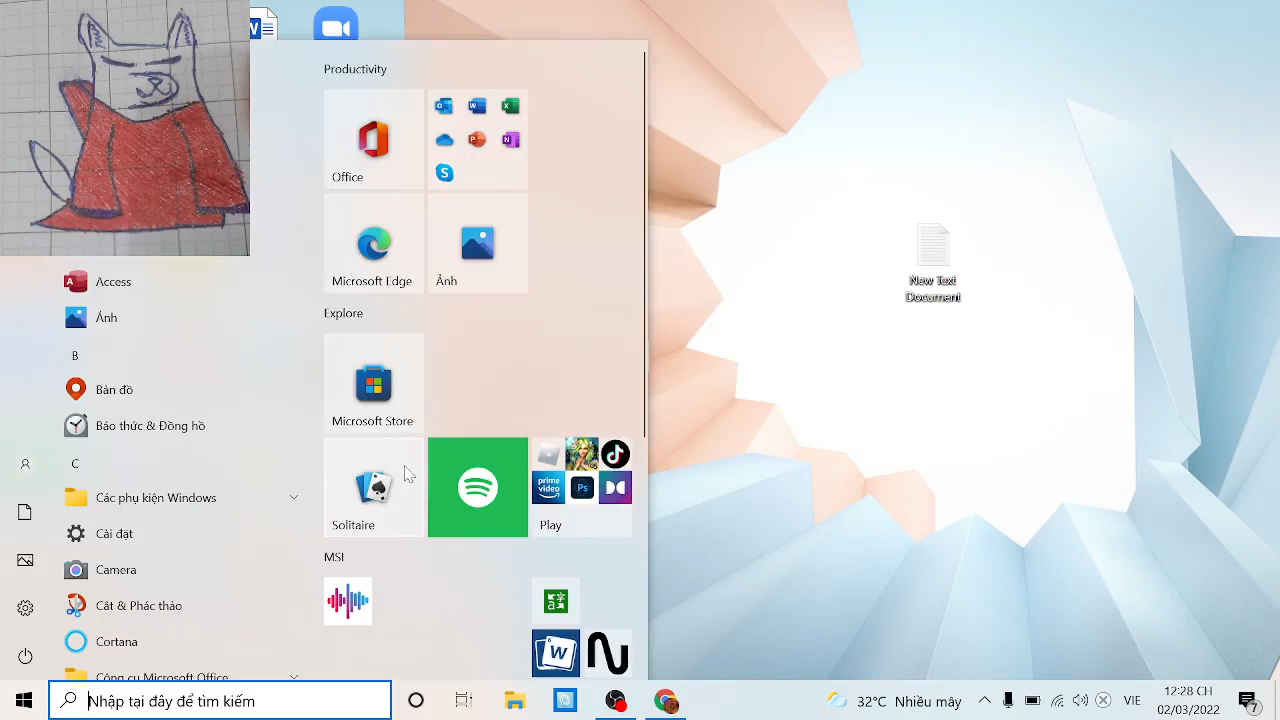 Productivity
Office
Microsoft Edge
Ảnh
Explore
Microsoft Store
Solitaire
prime video
Ps
Play
MSI
Access
Ảnh
B
Bản đồ
Báo thức & Đồng hồ
C
Các phụ kiện Windows
Cài đặt
Camera
Cắt & Phác thảo
Cortana
Công cụ Microsoft Office
New Text
Document
Nhập tại đây để tìm kiếm
32°C Nhiều mây
VIE
12:28 CH
02/03/2022
7